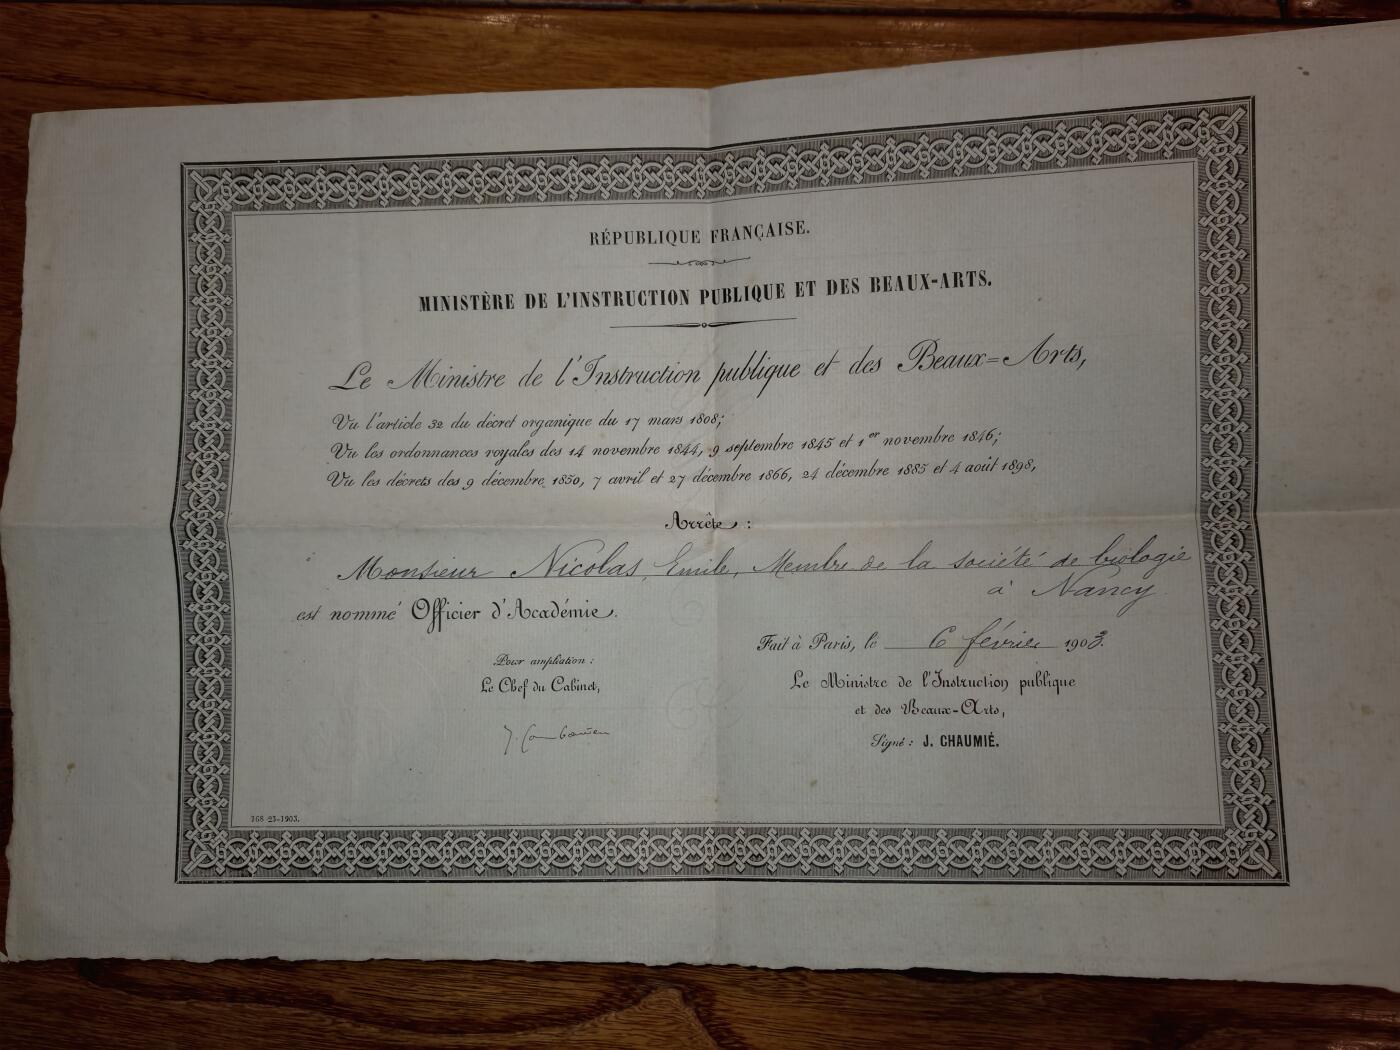 RÉPUBLIQUE FRANÇAISE.
MINISTÈRE DE L'INSTRUCTION PUBLIQUE ET DES BEAUX-ARTS.
Le Ministre de l'Instruction publique et des Beaux-Arts,
Vu l'article 32 du décret organique du 17 mars 1808;
Vu les ordonnances royales des 14 novembre 1844, 9 septembre 1845 et 1er novembre 1846;
Vu les décrets des 9 décembre 1850, 7 avril et 27 décembre 1866, 24 décembre 1885 et 4 août 1898,
Arrête :
Monsieur Nicolas, Emile, Membre de la société de biologie
à Nancy
est nommé Officier d'Académie.
Fait à Paris, le 6 février 1903.
Pour ampliation :
Le Chef du Cabinet,
Le Ministre de l'Instruction publique
et des Beaux-Arts,
Signé : J. CHAUMIÉ.
768-23-1903.